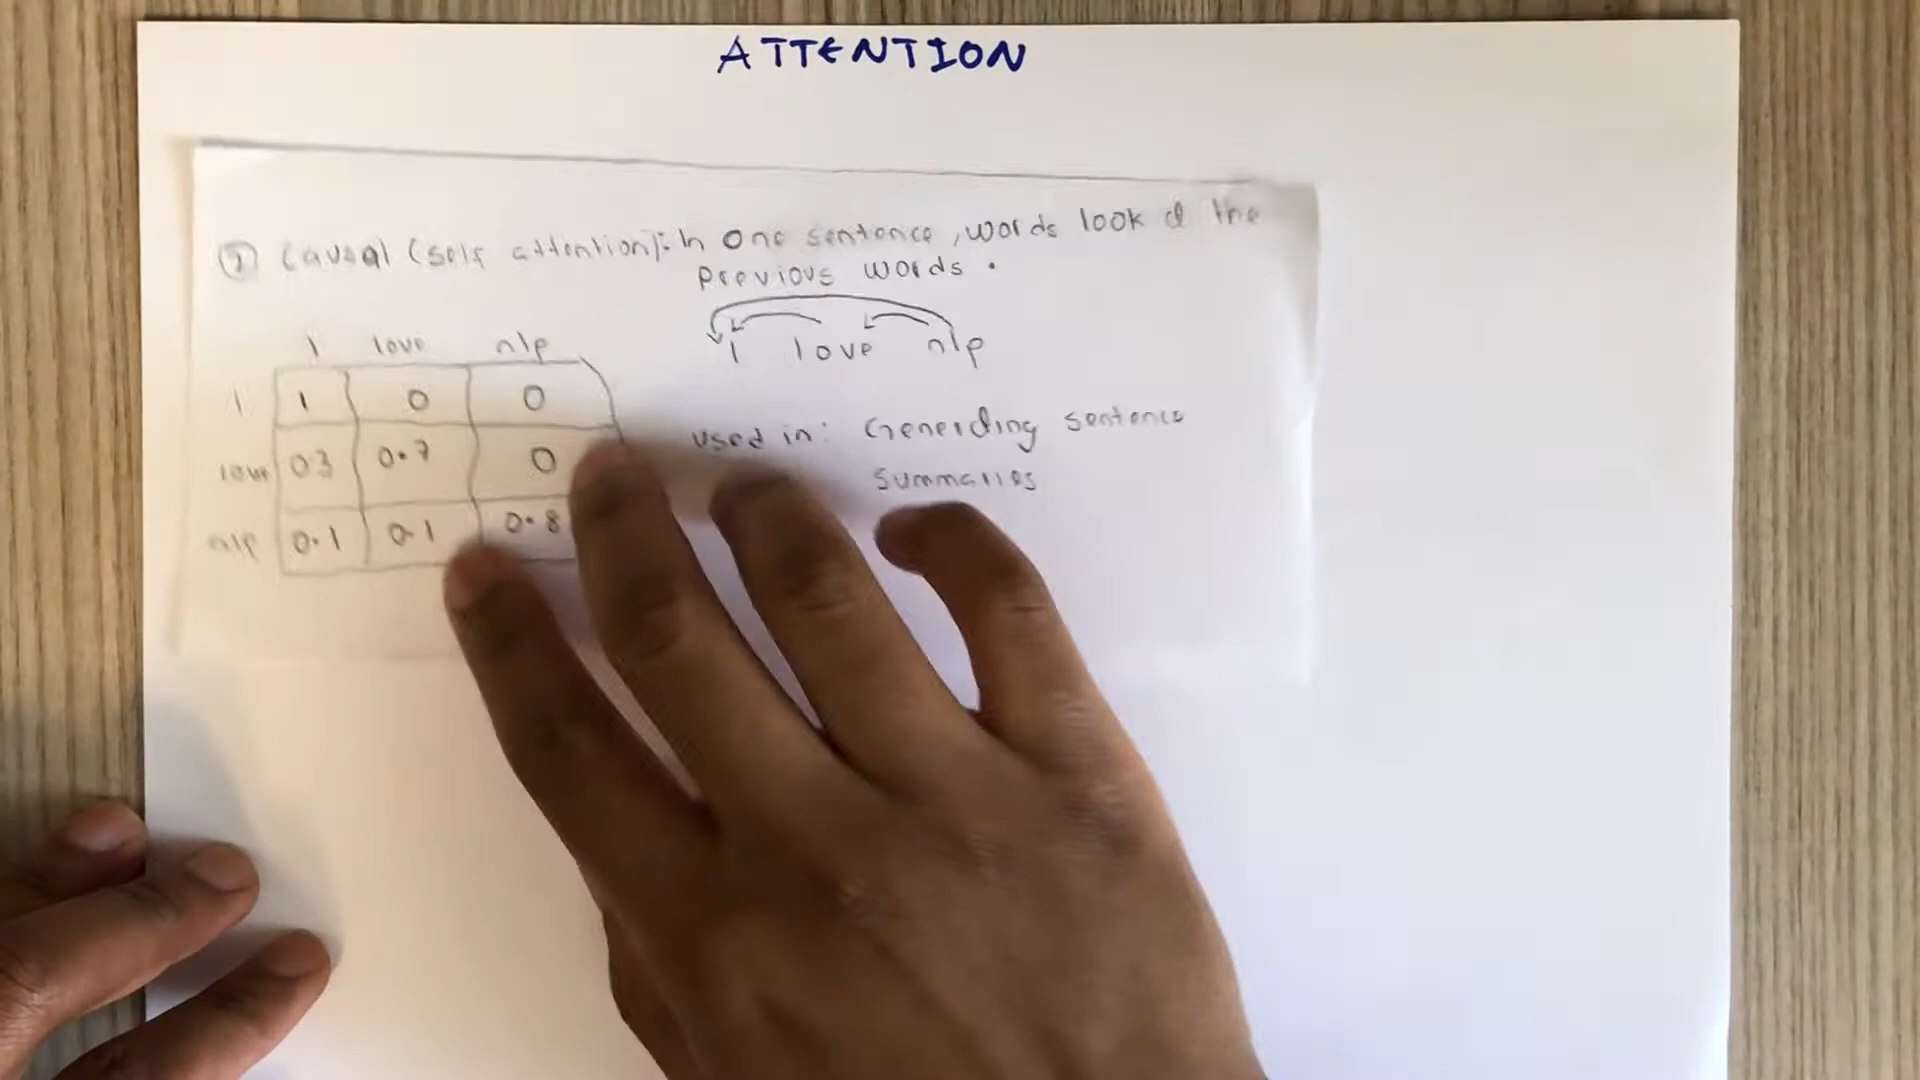 ATTENTION
② Causal (self attention): In one sentence, words look at the
previous words.
I love nlp
I love nlp
I 1 0 0
love 0.3 0.7 0
nlp 0.1 0.1 0.8
Used in: Generating sentence
Summaries